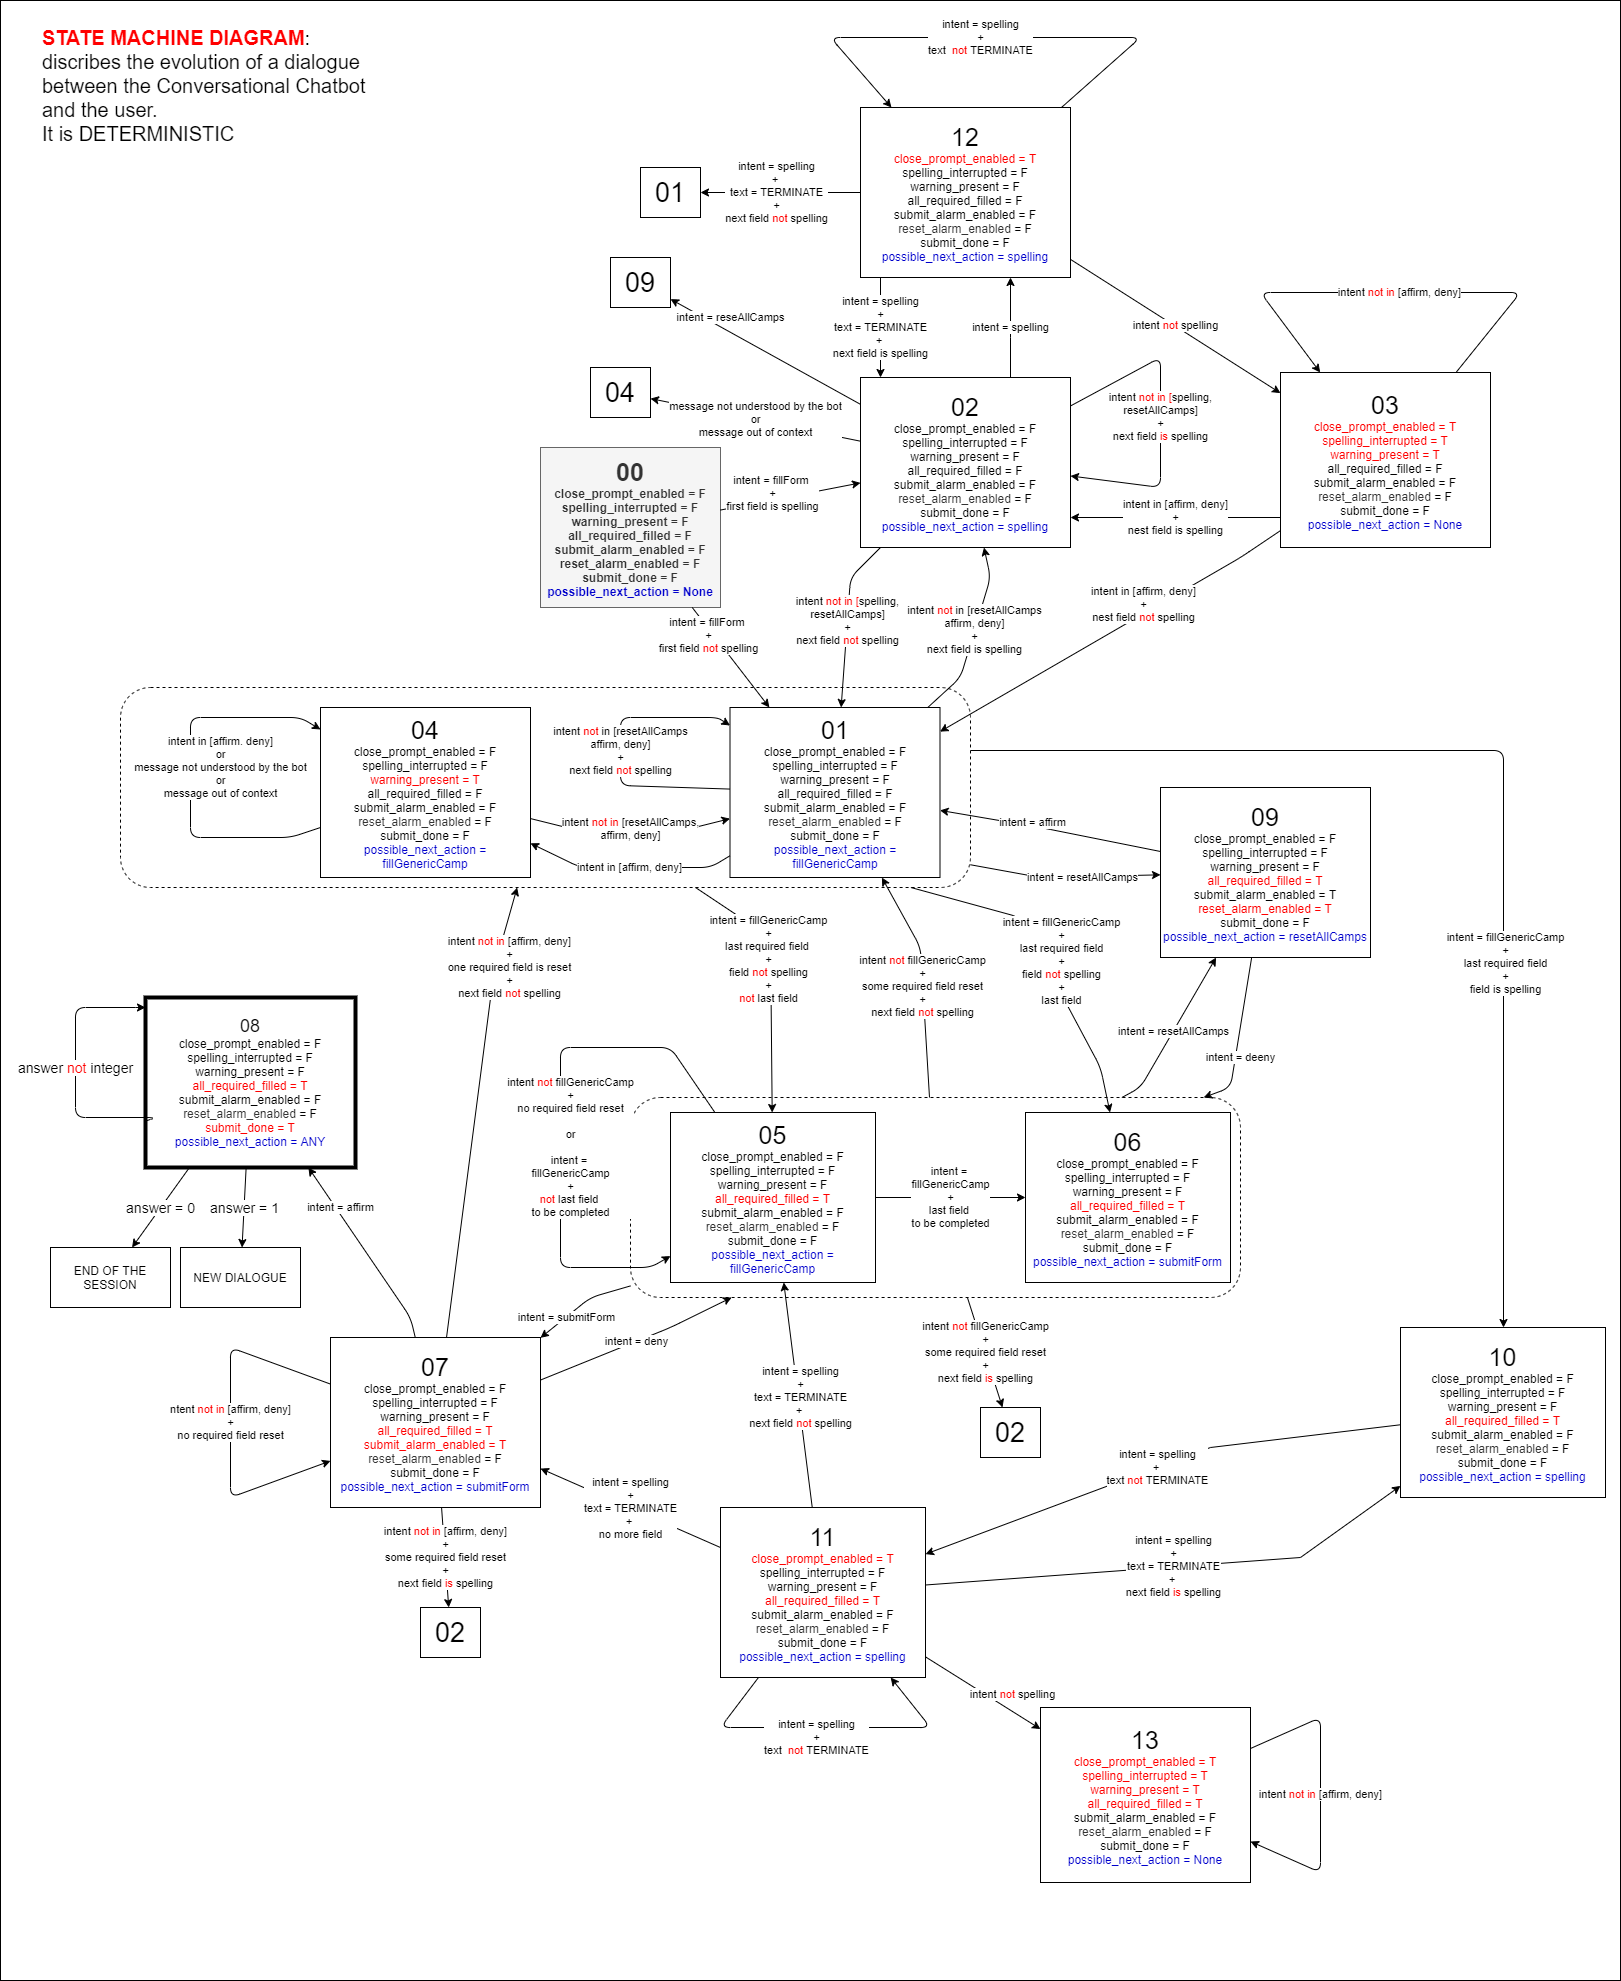 STATE MACHINE DIAGRAM:
discribes the evolution of a dialogue
between the Conversational Chatbot
and the user.
It is DETERMINISTIC
intent = spelling
+
text not TERMINATE
12
close_prompt_enabled = T
spelling_interrupted = F
warning_present = F
all_required_filled = F
submit_alarm_enabled = F
reset_alarm_enabled = F
submit_done = F
possible_next_action = spelling
01
intent = spelling
+
text = TERMINATE
+
next field not spelling
09
intent = reseAllCamps
intent = spelling
+
text = TERMINATE
+
next field is spelling
intent = spelling
intent not spelling
intent not in [affirm, deny]
04
message not understood by the bot
or
message out of context
02
close_prompt_enabled = F
spelling_interrupted = F
warning_present = F
all_required_filled = F
submit_alarm_enabled = F
reset_alarm_enabled = F
submit_done = F
possible_next_action = spelling
intent not in [spelling,
resetAllCamps]
+
next field is spelling
03
close_prompt_enabled = T
spelling_interrupted = T
warning_present = T
all_required_filled = F
submit_alarm_enabled = F
reset_alarm_enabled = F
submit_done = F
possible_next_action = None
00
close_prompt_enabled = F
spelling_interrupted = F
warning_present = F
all_required_filled = F
submit_alarm_enabled = F
reset_alarm_enabled = F
submit_done = F
possible_next_action = None
intent = fillForm
+
first field is spelling
intent in [affirm, deny]
+
nest field is spelling
intent = fillForm
+
first field not spelling
intent not in [spelling,
resetAllCamps]
+
next field not spelling
intent not in [resetAllCamps
affirm, deny]
+
next field is spelling
intent in [affirm, deny]
+
nest field not spelling
intent in [affirm. deny]
or
message not understood by the bot
or
message out of context
04
close_prompt_enabled = F
spelling_interrupted = F
warning_present = T
all_required_filled = F
submit_alarm_enabled = F
reset_alarm_enabled = F
submit_done = F
possible_next_action =
fillGenericCamp
intent not in [resetAllCamps
affirm, deny]
+
next field not spelling
intent not in [resetAllCamps,
affirm, deny]
intent in [affirm, deny]
01
close_prompt_enabled = F
spelling_interrupted = F
warning_present = F
all_required_filled = F
submit_alarm_enabled = F
reset_alarm_enabled = F
submit_done = F
possible_next_action =
fillGenericCamp
intent = affirm
intent = resetAllCamps
09
close_prompt_enabled = F
spelling_interrupted = F
warning_present = F
all_required_filled = T
submit_alarm_enabled = T
reset_alarm_enabled = T
submit_done = F
possible_next_action = resetAllCamps
intent not in [affirm, deny]
+
one required field is reset
+
next field not spelling
intent = fillGenericCamp
+
last required field
+
field not spelling
+
not last field
intent not fillGenericCamp
+
some required field reset
+
next field not spelling
intent = fillGenericCamp
+
last required field
+
field not spelling
+
last field
intent = fillGenericCamp
+
last required field
+
field is spelling
intent = resetAllCamps
intent = deeny
answer not integer
08
close_prompt_enabled = F
spelling_interrupted = F
warning_present = F
all_required_filled = T
submit_alarm_enabled = F
reset_alarm_enabled = F
submit_done = T
possible_next_action = ANY
answer = 0
answer = 1
intent = affirm
END OF THE
SESSION
NEW DIALOGUE
intent not fillGenericCamp
+
no required field reset
or
intent =
fillGenericCamp
+
not last field
to be completed
05
close_prompt_enabled = F
spelling_interrupted = F
warning_present = F
all_required_filled = T
submit_alarm_enabled = F
reset_alarm_enabled = F
submit_done = F
possible_next_action =
fillGenericCamp
intent =
fillGenericCamp
+
last field
to be completed
06
close_prompt_enabled = F
spelling_interrupted = F
warning_present = F
all_required_filled = T
submit_alarm_enabled = F
reset_alarm_enabled = F
submit_done = F
possible_next_action = submitForm
intent = submitForm
intent = deny
intent not fillGenericCamp
+
some required field reset
+
next field is spelling
02
ntent not in [affirm, deny]
+
no required field reset
07
close_prompt_enabled = F
spelling_interrupted = F
warning_present = F
all_required_filled = T
submit_alarm_enabled = T
reset_alarm_enabled = F
submit_done = F
possible_next_action = submitForm
intent = spelling
+
text = TERMINATE
+
next field not spelling
10
close_prompt_enabled = F
spelling_interrupted = F
warning_present = F
all_required_filled = T
submit_alarm_enabled = F
reset_alarm_enabled = F
submit_done = F
possible_next_action = spelling
intent = spelling
+
text not TERMINATE
intent = spelling
+
text = TERMINATE
+
no more field
intent not in [affirm, deny]
+
some required field reset
+
next field is spelling
02
11
close_prompt_enabled = T
spelling_interrupted = F
warning_present = F
all_required_filled = T
submit_alarm_enabled = F
reset_alarm_enabled = F
submit_done = F
possible_next_action = spelling
intent = spelling
+
text = TERMINATE
+
next field is spelling
intent not spelling
intent = spelling
+
text not TERMINATE
13
close_prompt_enabled = T
spelling_interrupted = T
warning_present = T
all_required_filled = T
submit_alarm_enabled = F
reset_alarm_enabled = F
submit_done = F
possible_next_action = None
intent not in [affirm, deny]